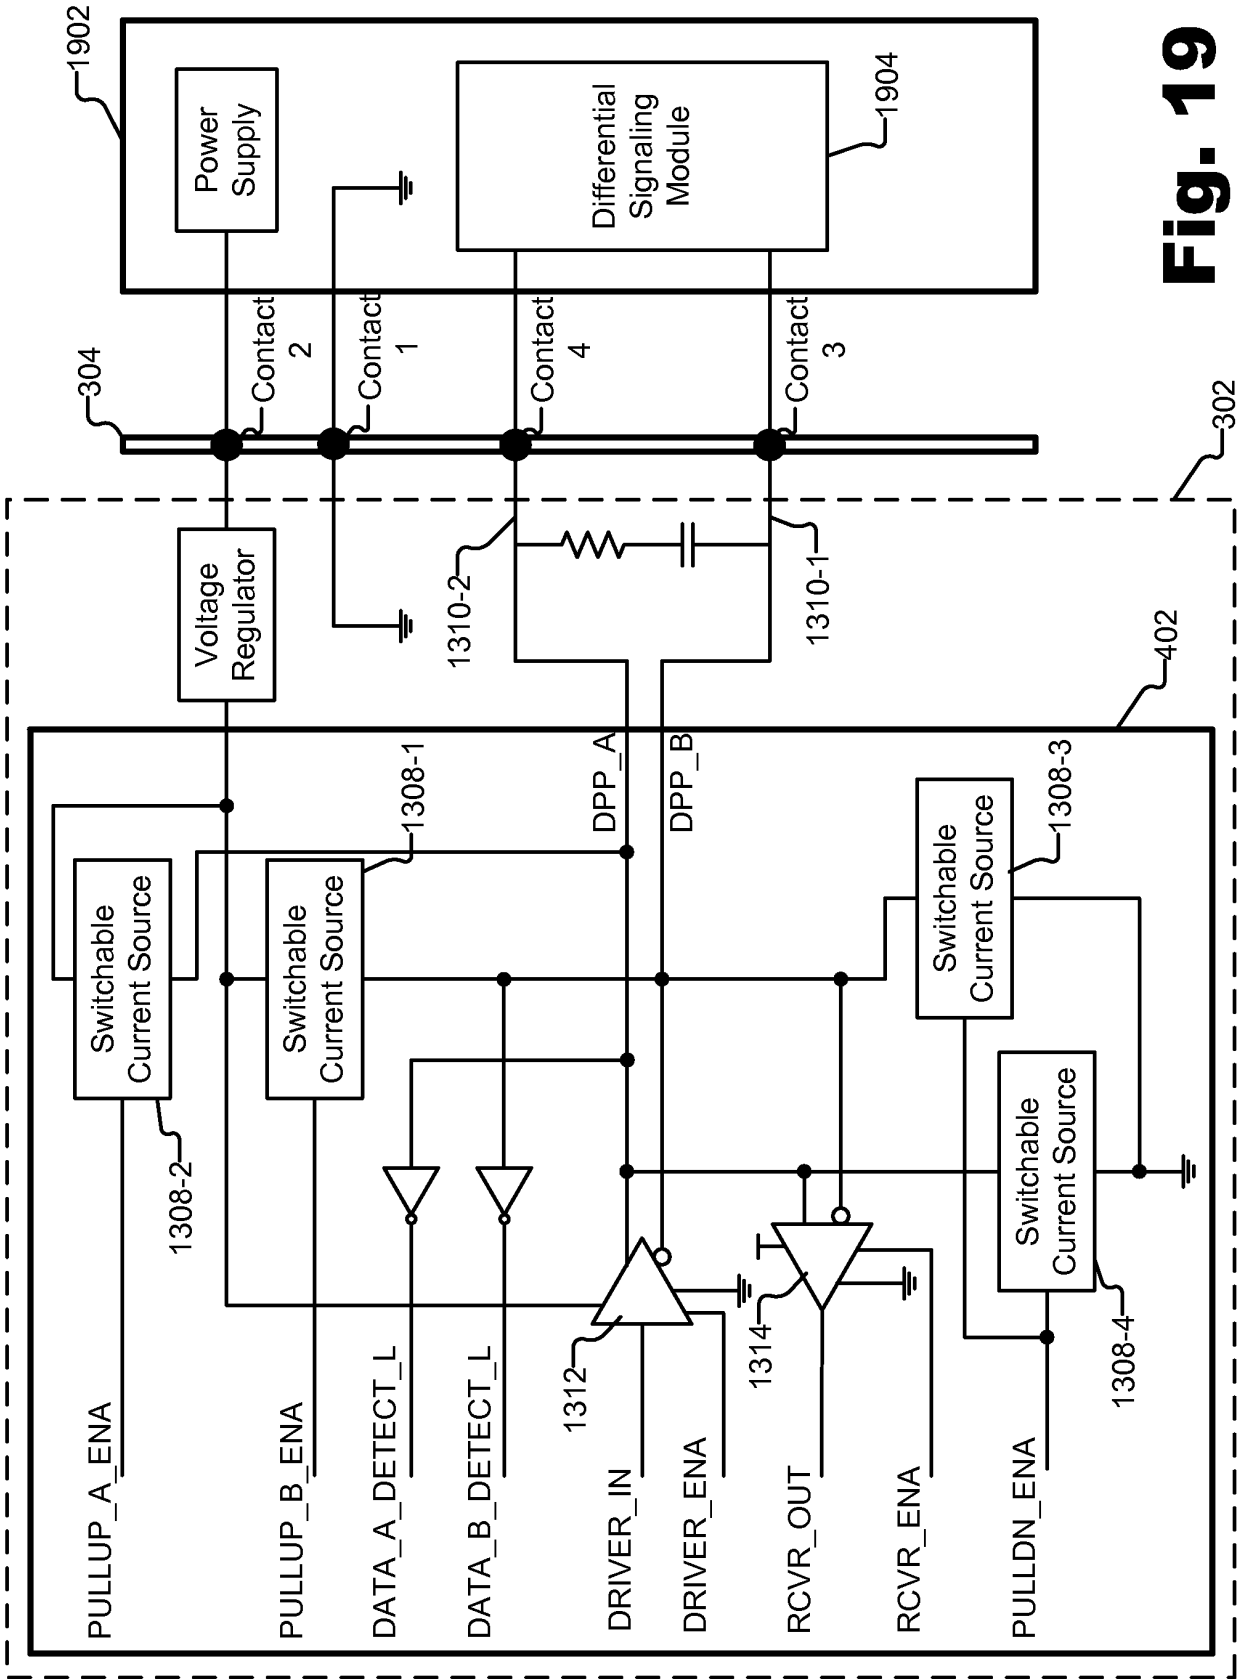 PULLUP_A_ENA
PULLUP_B_ENA
DATA_A_DETECT_L
DATA_B_DETECT_L
DRIVER_IN
DRIVER_ENA
RCVR_OUT
RCVR_ENA
PULLDN_ENA
1308-2
Switchable
Current Source
Switchable
Current Source
1308-1
1312
1314
1308-4
Switchable
Current Source
Switchable
Current Source
1308-3
DPP_A
DPP_B
402
Voltage
Regulator
1310-2
1310-1
302
304
Contact
2
Contact
1
Contact
4
Contact
3
1902
Power
Supply
Differential
Signaling
Module
1904
Fig. 19